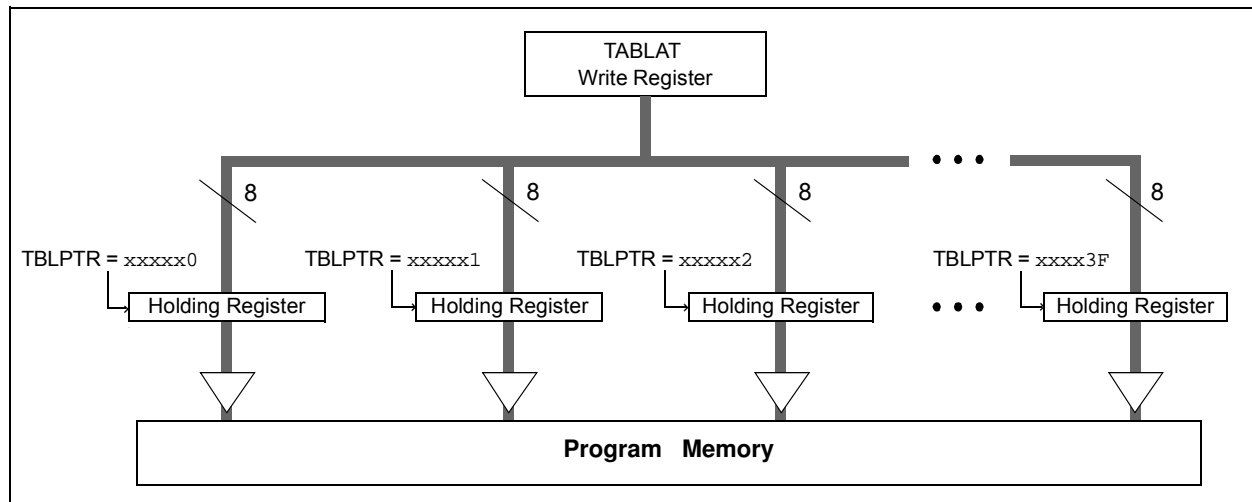 TABLAT
Write Register
8 8 8 8
TBLPTR = xxxxx0 TBLPTR = xxxxx1 TBLPTR = xxxxx2 TBLPTR = xxxx3F
Holding Register Holding Register Holding Register Holding Register
Program Memory